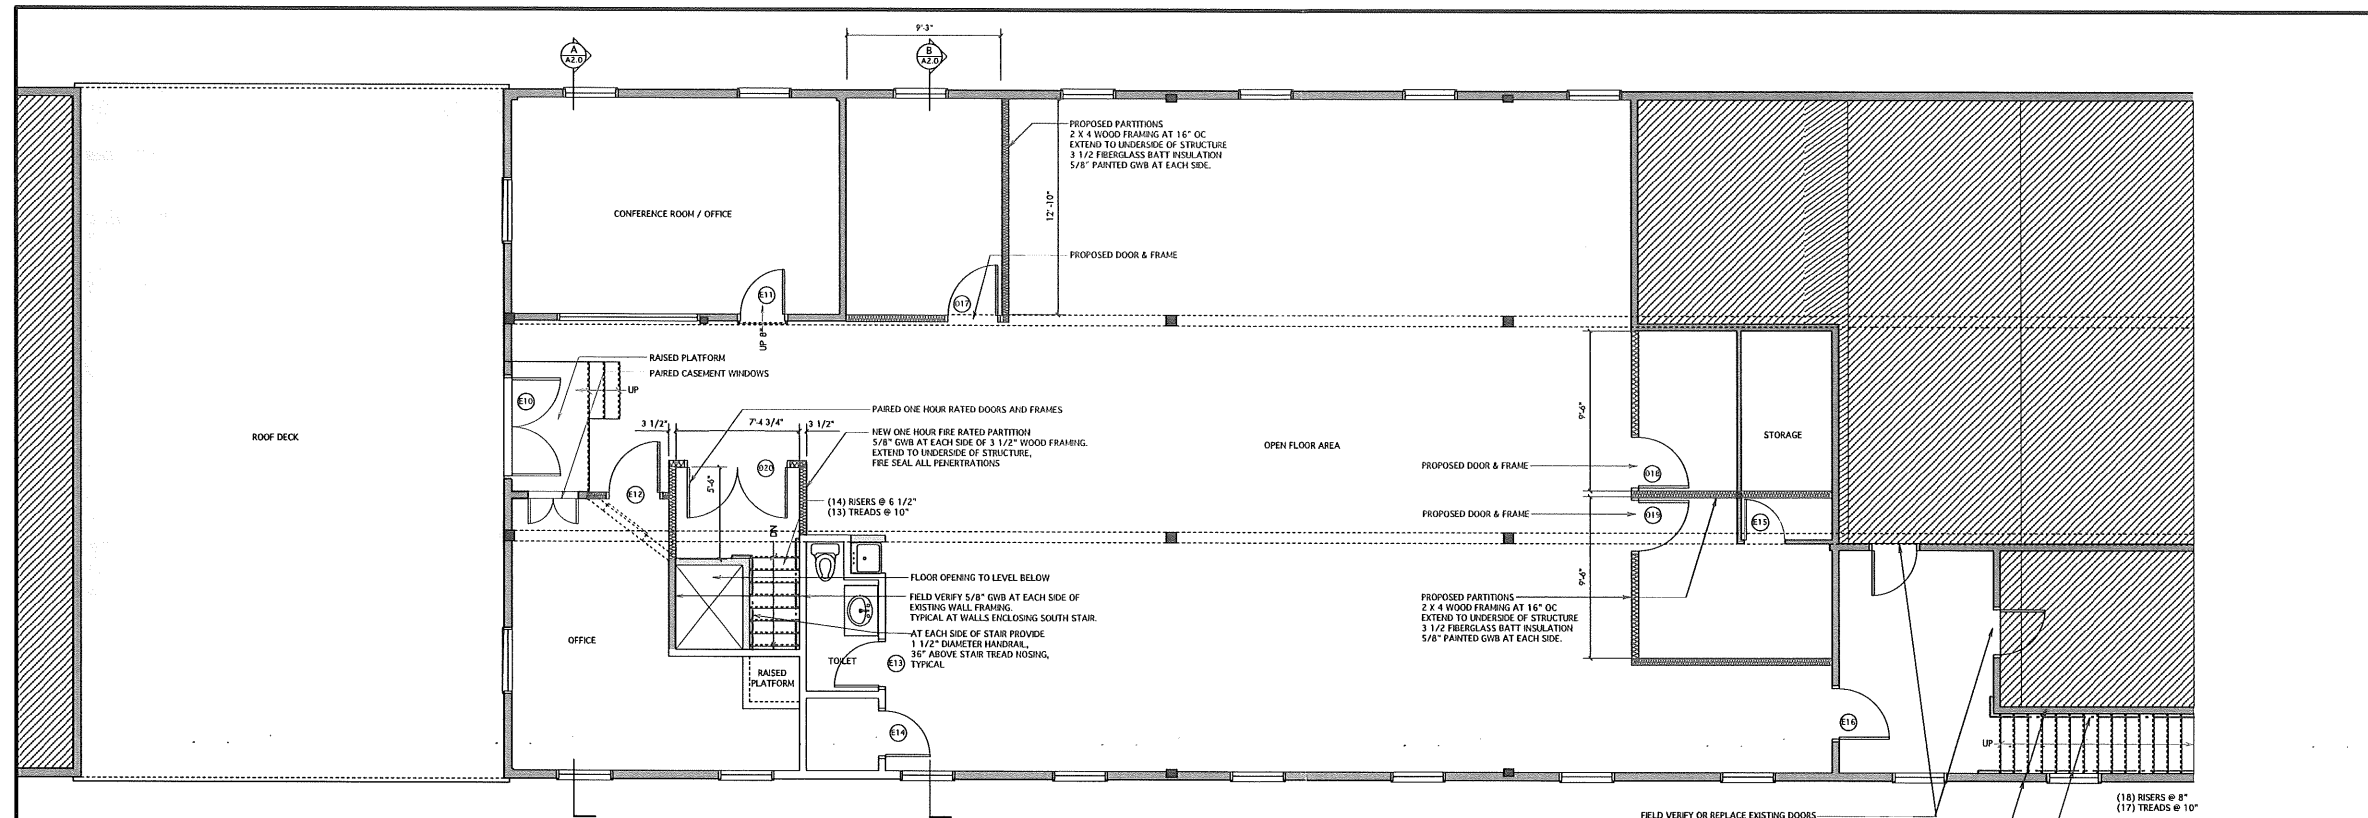 9'-3"
A
A2.0
B
A2.0
PROPOSED PARTITIONS
2 X 4 WOOD FRAMING AT 16" OC
EXTEND TO UNDERSIDE OF STRUCTURE
3 1/2 FIBERGLASS BATT INSULATION
5/8" PAINTED GWB AT EACH SIDE.
CONFERENCE ROOM / OFFICE
12'-10"
PROPOSED DOOR & FRAME
E11
017
UP 8"
RAISED PLATFORM
PAIRED CASEMENT WINDOWS
UP
E10
PAIRED ONE HOUR RATED DOORS AND FRAMES
3 1/2"
7'-4 3/4"
3 1/2"
NEW ONE HOUR FIRE RATED PARTITION
5/8" GWB AT EACH SIDE OF 3 1/2" WOOD FRAMING.
EXTEND TO UNDERSIDE OF STRUCTURE,
FIRE SEAL ALL PENERTRATIONS
ROOF DECK
OPEN FLOOR AREA
9'-6"
STORAGE
020
PROPOSED DOOR & FRAME
018
5'-6"
E12
(14) RISERS @ 6 1/2"
(13) TREADS @ 10"
PROPOSED DOOR & FRAME
019
E15
DN
FLOOR OPENING TO LEVEL BELOW
9'-6"
FIELD VERIFY 5/8" GWB AT EACH SIDE OF
EXISTING WALL FRAMING.
TYPICAL AT WALLS ENCLOSING SOUTH STAIR.
PROPOSED PARTITIONS
2 X 4 WOOD FRAMING AT 16" OC
EXTEND TO UNDERSIDE OF STRUCTURE
3 1/2 FIBERGLASS BATT INSULATION
5/8" PAINTED GWB AT EACH SIDE.
OFFICE
AT EACH SIDE OF STAIR PROVIDE
1 1/2" DIAMETER HANDRAIL,
36" ABOVE STAIR TREAD NOSING,
TYPICAL
TOILET
E13
RAISED
PLATFORM
E14
E16
UP
(18) RISERS @ 8"
(17) TREADS @ 10"
FIELD VERIFY OR REPLACE EXISTING DOORS